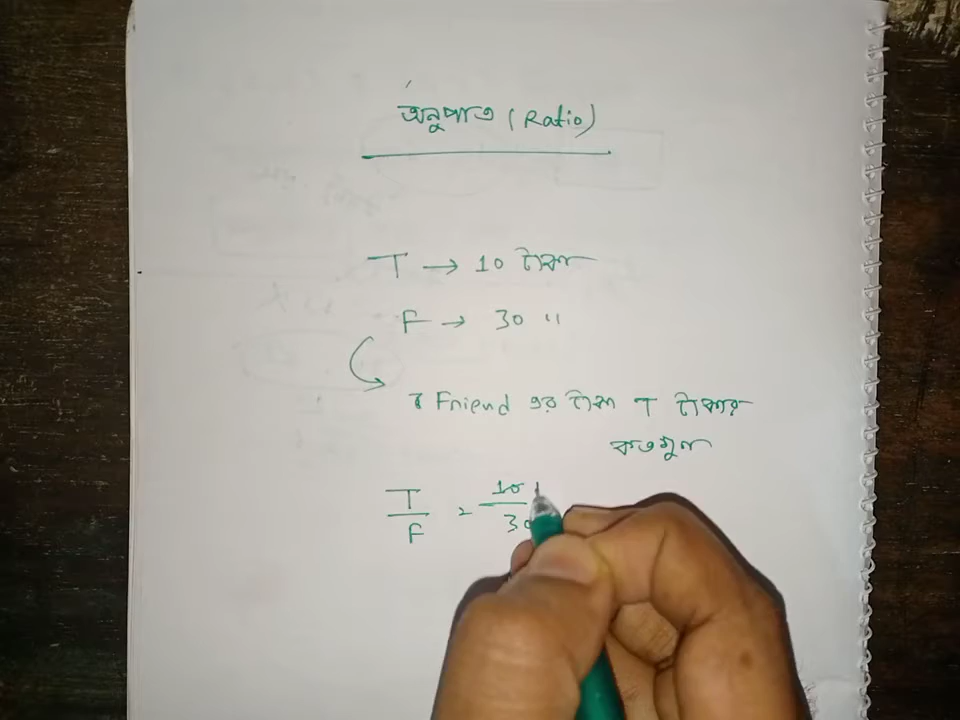 অনুপাত (Ratio)
T → 10 টাকা
F → 30 "
Friend এর টাকা T টাকার
কতগুন
T/F = 10/30